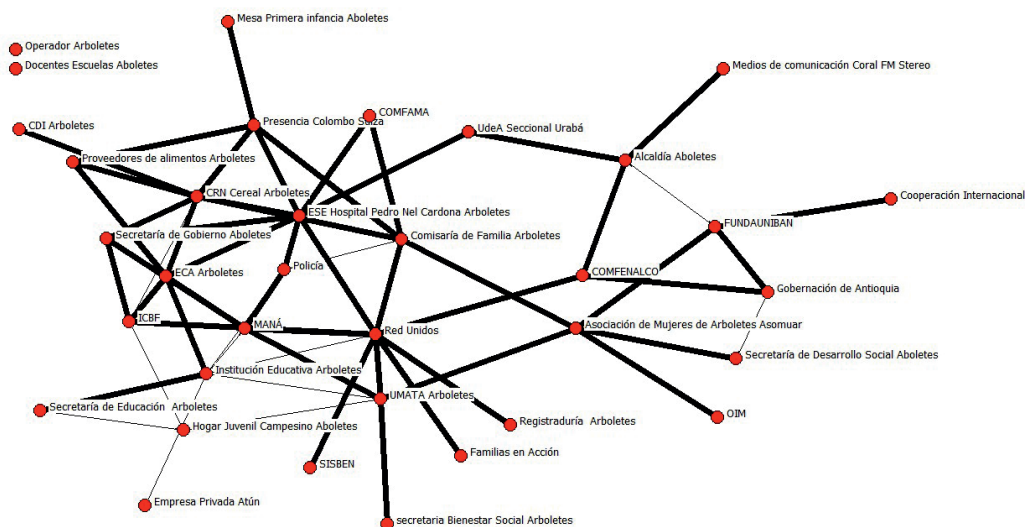 Mesa Primera infancia Aboletes
Operador Arboletes
Docentes Escuelas Aboletes
Medios de comunicación Coral FM Stereo
COMFAMA
Presencia Colombo Suiza
CDI Arboletes
UdeA Seccional Urabá
Proveedores de alimentos Arboletes
Alcaldía Aboletes
CRN Cereal Arboletes
Cooperación Internacional
ESE Hospital Pedro Nel Cardona Arboletes
FUNDAUNIBAN
Secretaría de Gobierno Aboletes
Comisaría de Familia Arboletes
ECA Arboletes
Policía
COMFENALCO
Gobernación de Antioquia
ICBF
MANÁ
Red Unidos
Asociación de Mujeres de Arboletes Asomuar
Secretaría de Desarrollo Social Aboletes
Institución Educativa Arboletes
UMATA Arboletes
Secretaría de Educación Arboletes
OIM
Registraduría Arboletes
Hogar Juvenil Campesino Aboletes
Familias en Acción
SISBEN
Empresa Privada Atún
secretaria Bienestar Social Arboletes